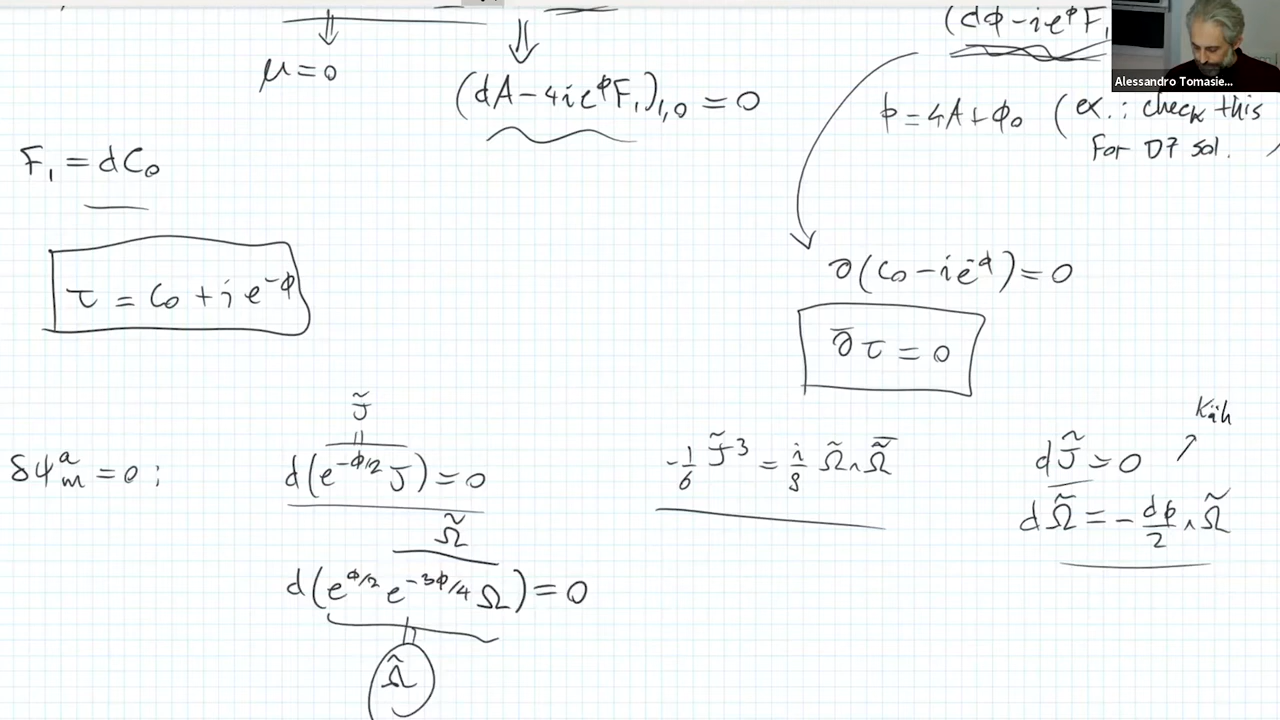 (dϕ-ie^ϕF₁
Alessandro Tomasie...
μ=0
(dA-4ie^ϕF₁)₁,₀ = 0
ϕ=4A+ϕ₀ (ex.: check this
For D7 sol.
F₁ = dC₀
∂(C₀-ie^-ϕ)=0
τ = C₀ + i e^-ϕ
∂̄τ = 0
J̃
Käh
δψ^a_m = 0 ;
d(e^-ϕ/2 J) = 0
-1/6 J̃³ = i/8 Ω̃∧Ω̃̄
dJ̃ = 0
Ω̃
dΩ̃ = - dϕ/2 ∧ Ω̃
d(e^ϕ/2 e^-3ϕ/4 Ω) = 0
Ω̃